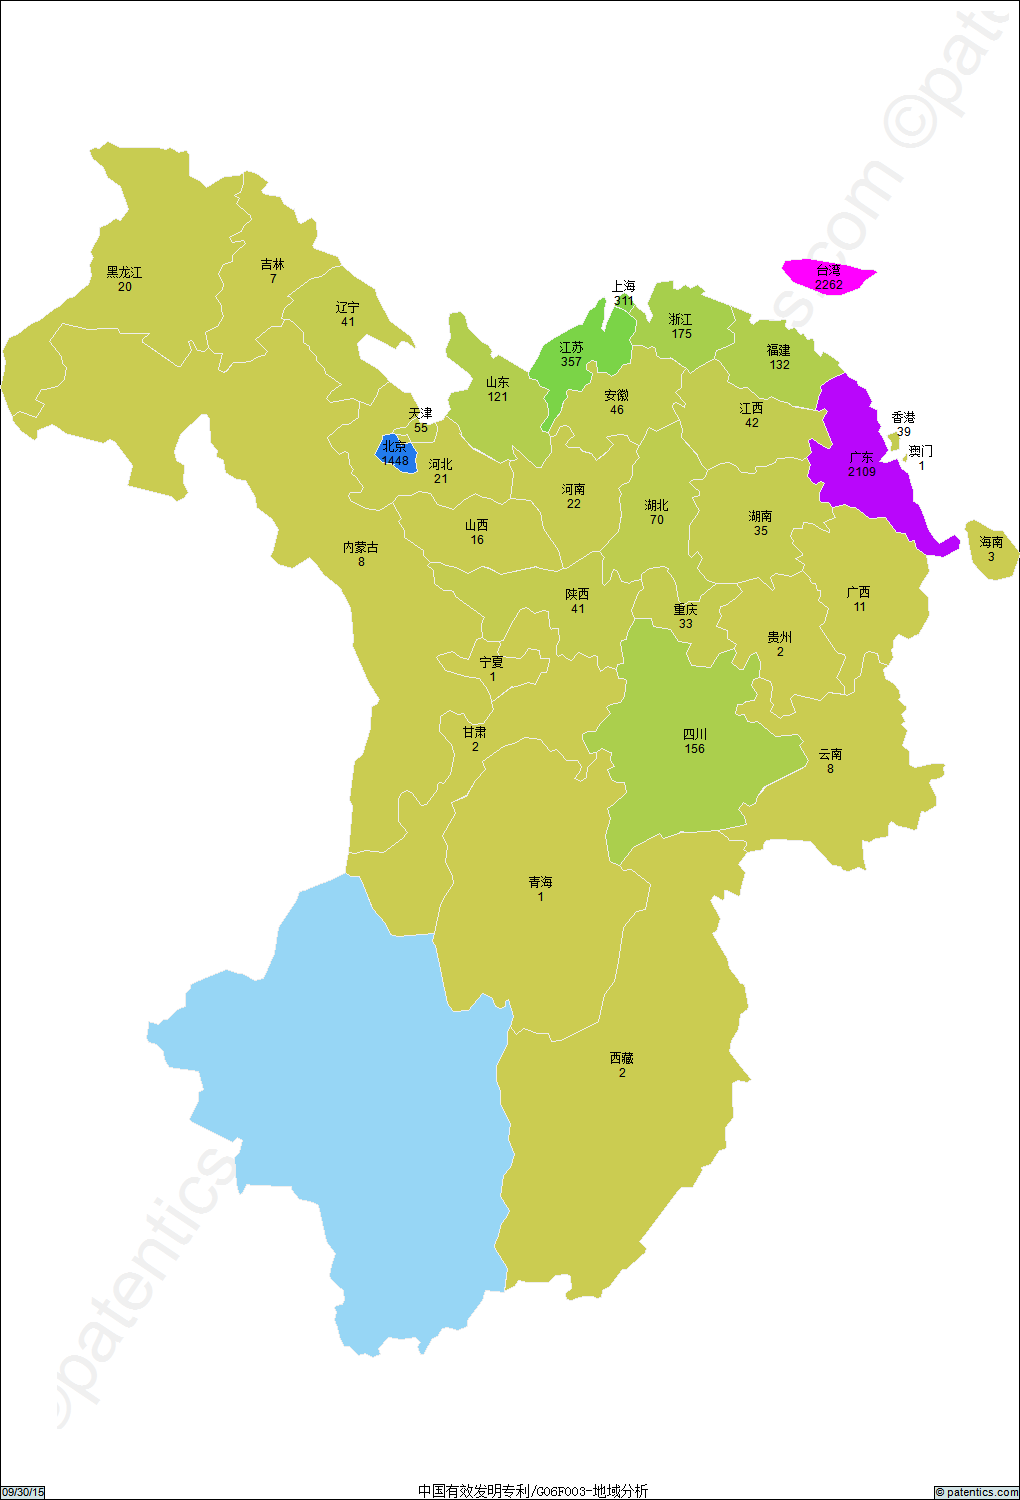 ©patentics.com ©patentics.com
台湾
2262
黑龙江
20
吉林
7
上海
311
辽宁
41
浙江
175
江苏
357
福建
132
山东
121
安徽
46
江西
42
天津
55
香港
39
北京
1448
澳门
1
广东
2109
河北
21
河南
22
湖北
70
湖南
35
山西
16
海南
3
内蒙古
8
陕西
41
广西
11
重庆
33
贵州
2
宁夏
1
甘肃
2
四川
156
云南
8
青海
1
西藏
2
09/30/15
中国有效发明专利/G06F003-地域分析
© patentics.com